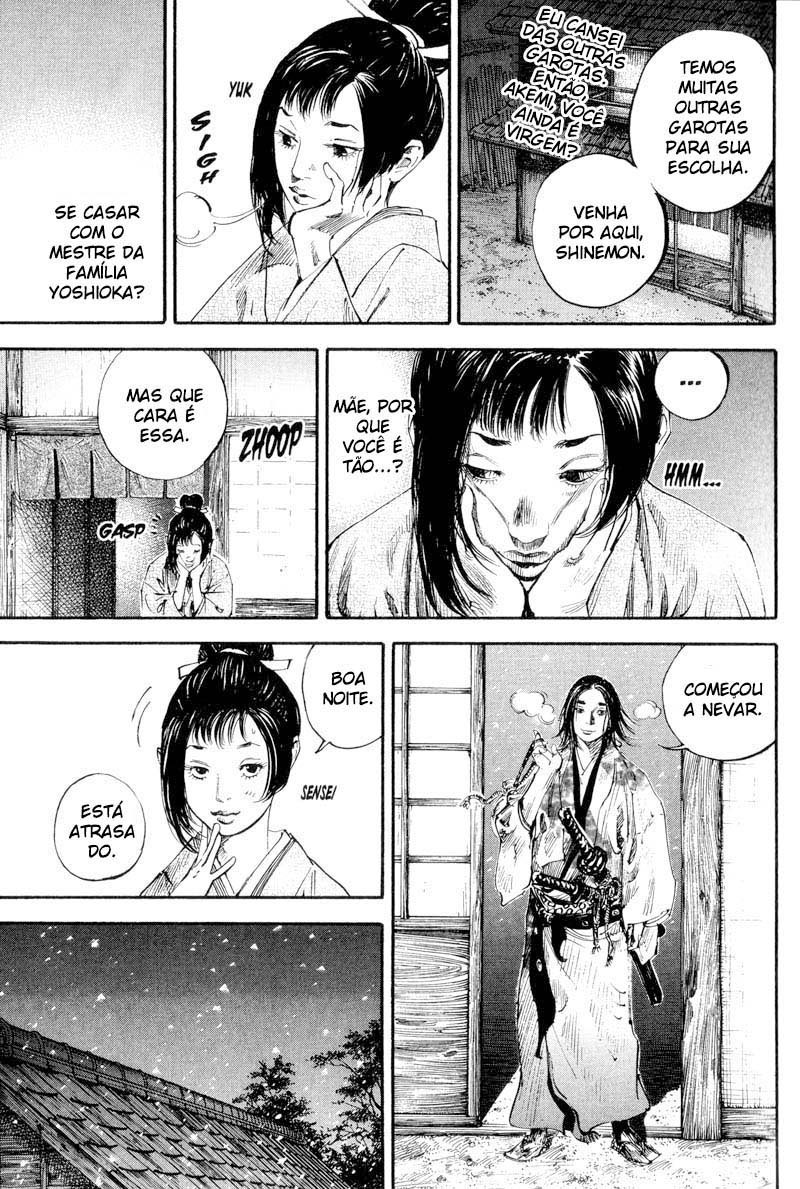 TEMOS
MUITAS
OUTRAS
GAROTAS
PARA SUA
ESCOLHA.
VENHA
POR AQUI,
SHINEMON.
EU CANSEI
DAS OUTRAS
GAROTAS.
ENTÃO,
AKEMI, VOCÊ
AINDA É
VIRGEM?
YUK
SIGH
SE CASAR
COM O
MESTRE DA
FAMÍLIA
YOSHIOKA?
...
HMM...
MÃE, POR
QUE
VOCÊ É
TÃO...?
MAS QUE
CARA É
ESSA.
ZHOOP
GASP
COMEÇOU
A NEVAR.
BOA
NOITE.
SENSEI
ESTÁ
ATRASA
DO.